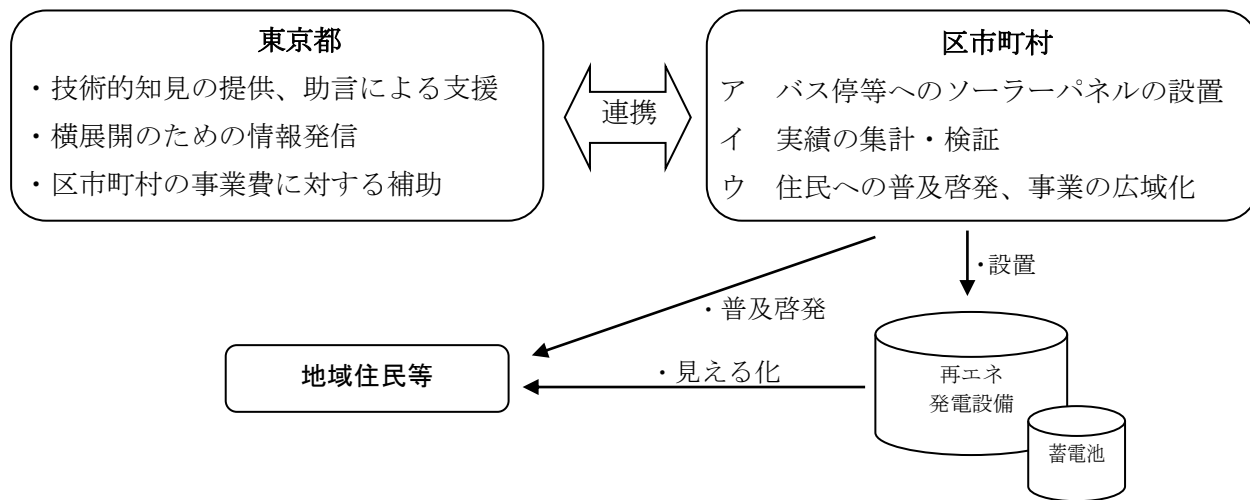 東京都
・技術的知見の提供、助言による支援
・横展開のための情報発信
・区市町村の事業費に対する補助
連携
区市町村
ア　バス停等へのソーラーパネルの設置
イ　実績の集計・検証
ウ　住民への普及啓発、事業の広域化
・設置
・普及啓発
地域住民等
・見える化
再エネ
発電設備
蓄電池